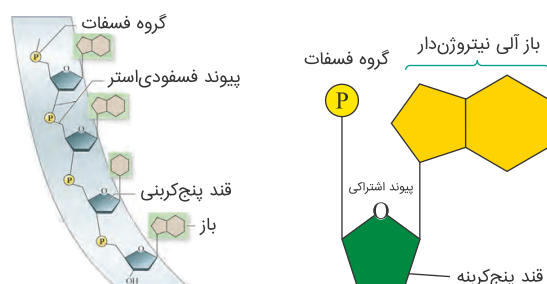 گروه فسفات
پیوند فسفودی‌استر
قند پنج‌کربنی
باز
P
P
P
P
O
O
O
O
OH
باز آلی نیتروژن‌دار
گروه فسفات
P
پیوند اشتراکی
O
قند پنج‌کربنه